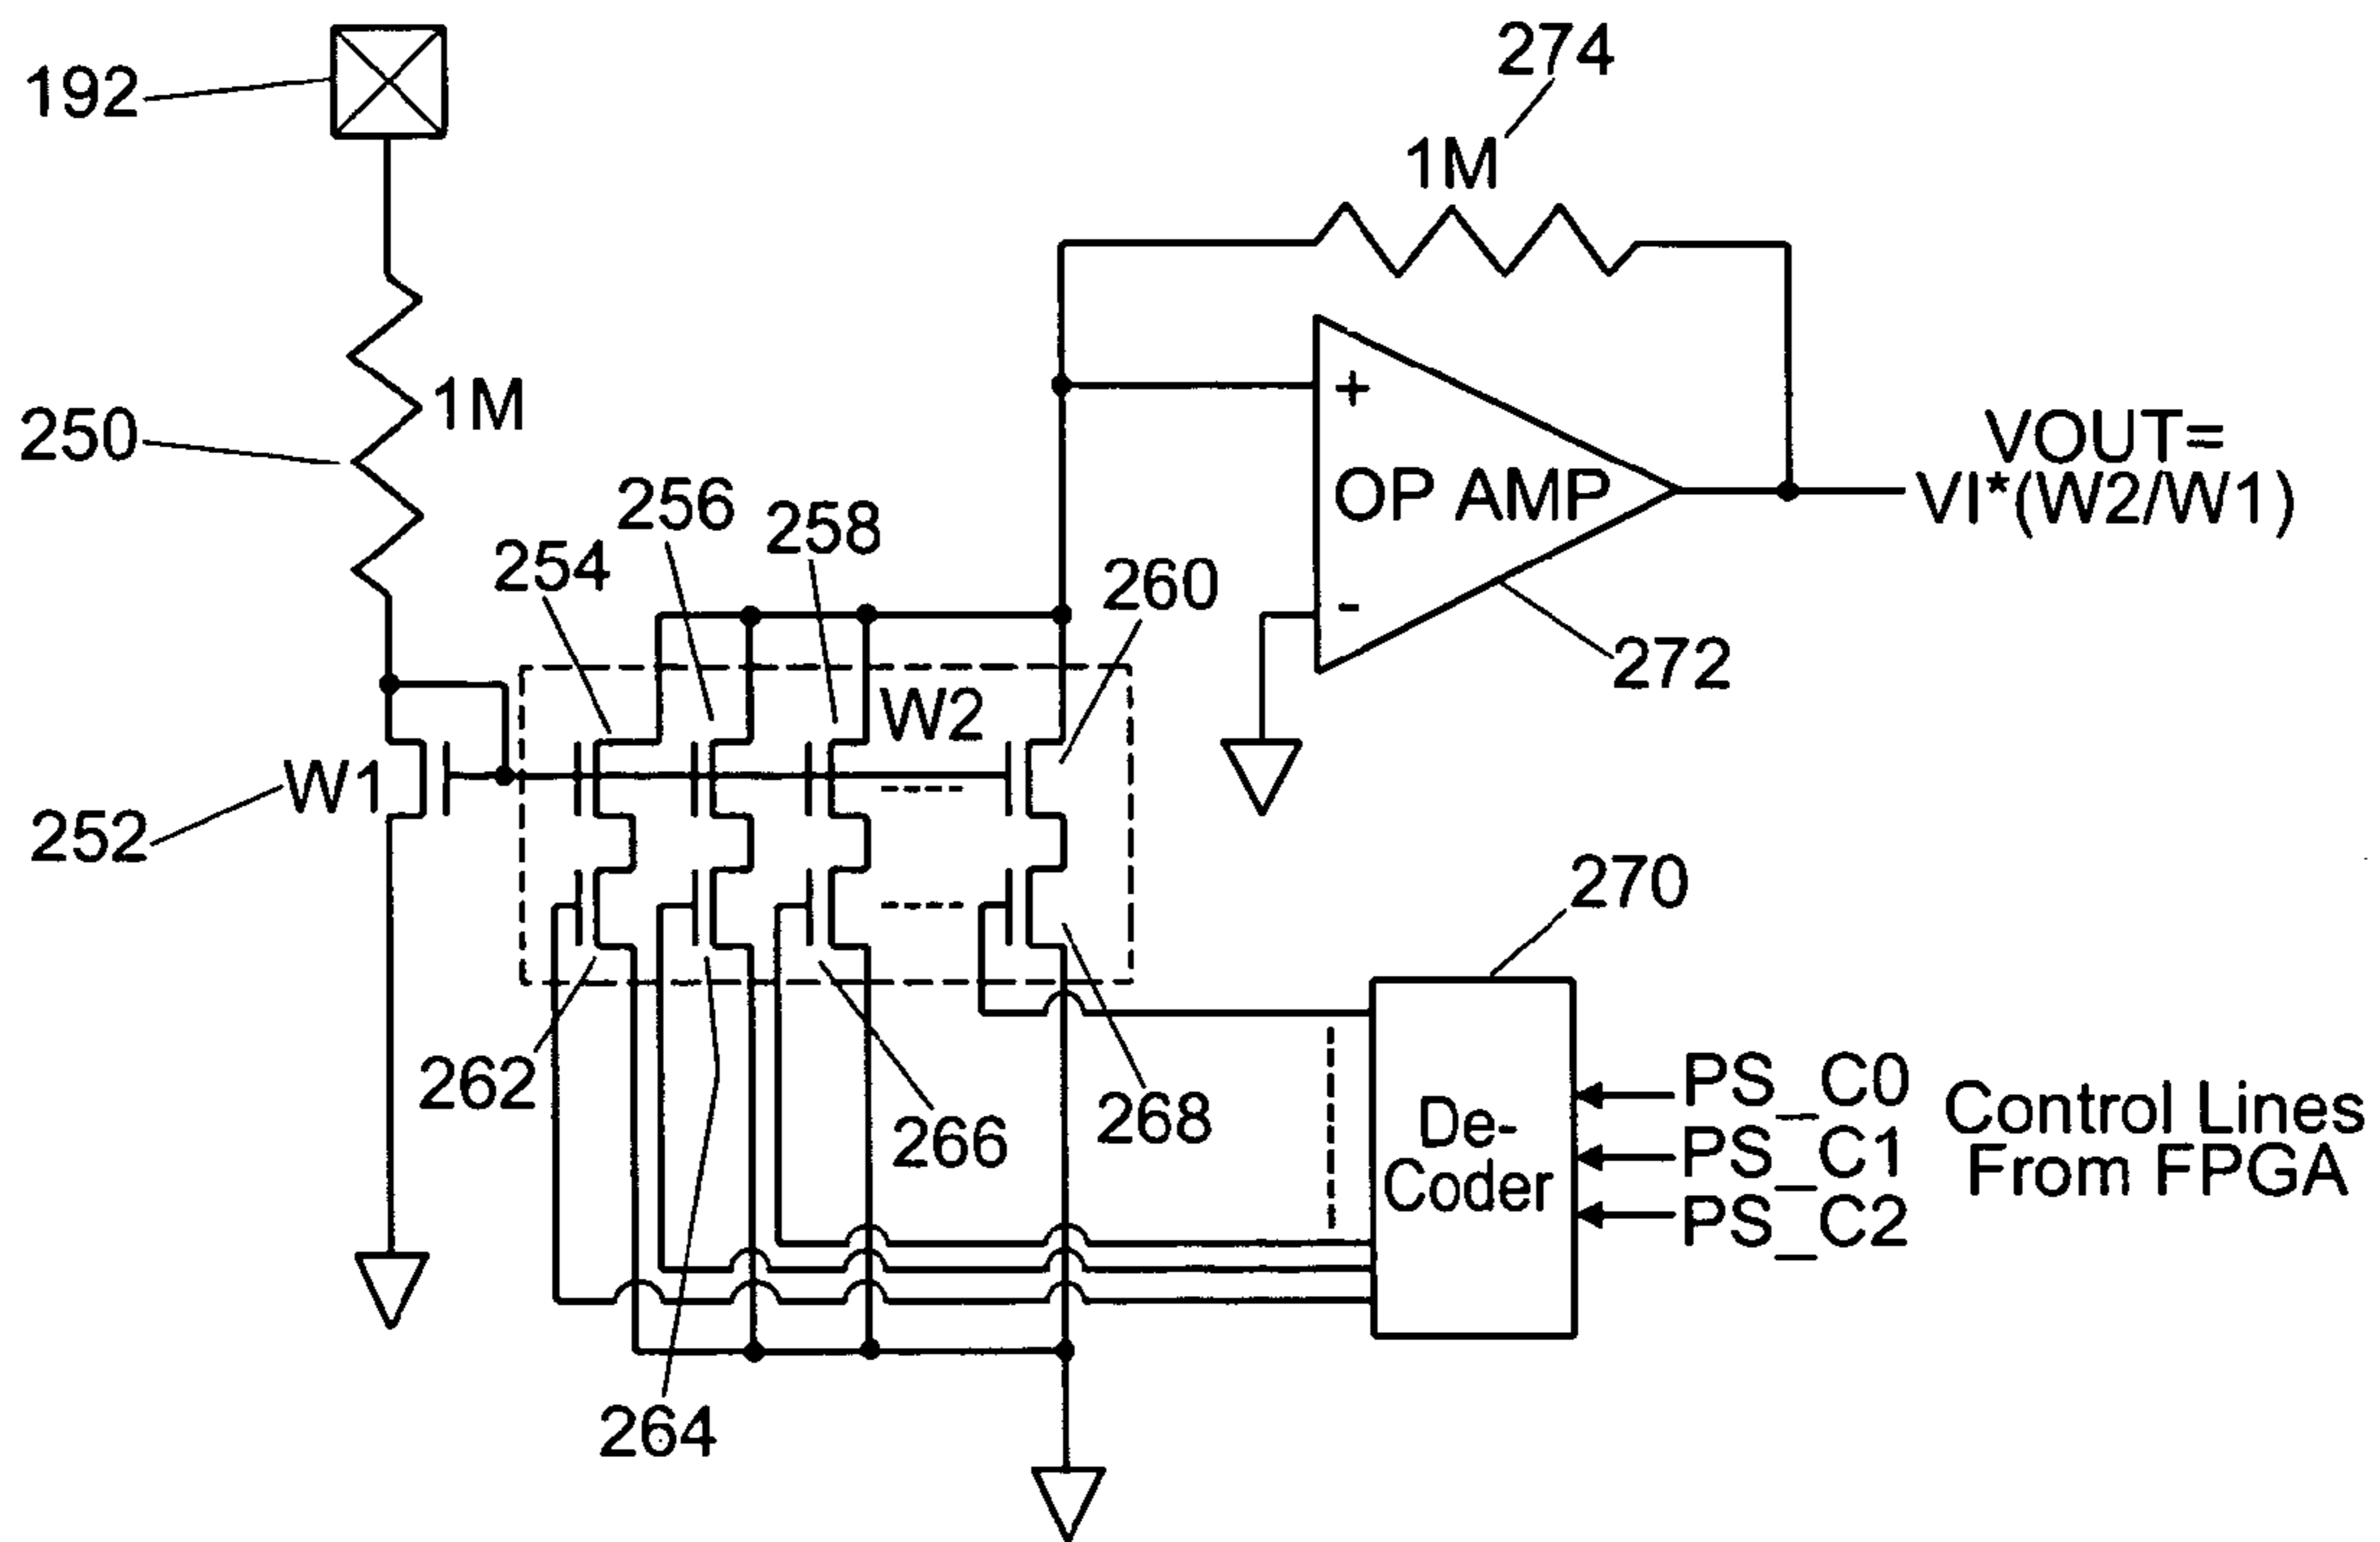 274
192
1M
1M
250
256
258
254
260
+
OP AMP
-
VOUT=
VI*(W2/W1)
272
W2
W1
252
270
262
266
268
264
De-
Coder
PS_C0
PS_C1
PS_C2
Control Lines
From FPGA